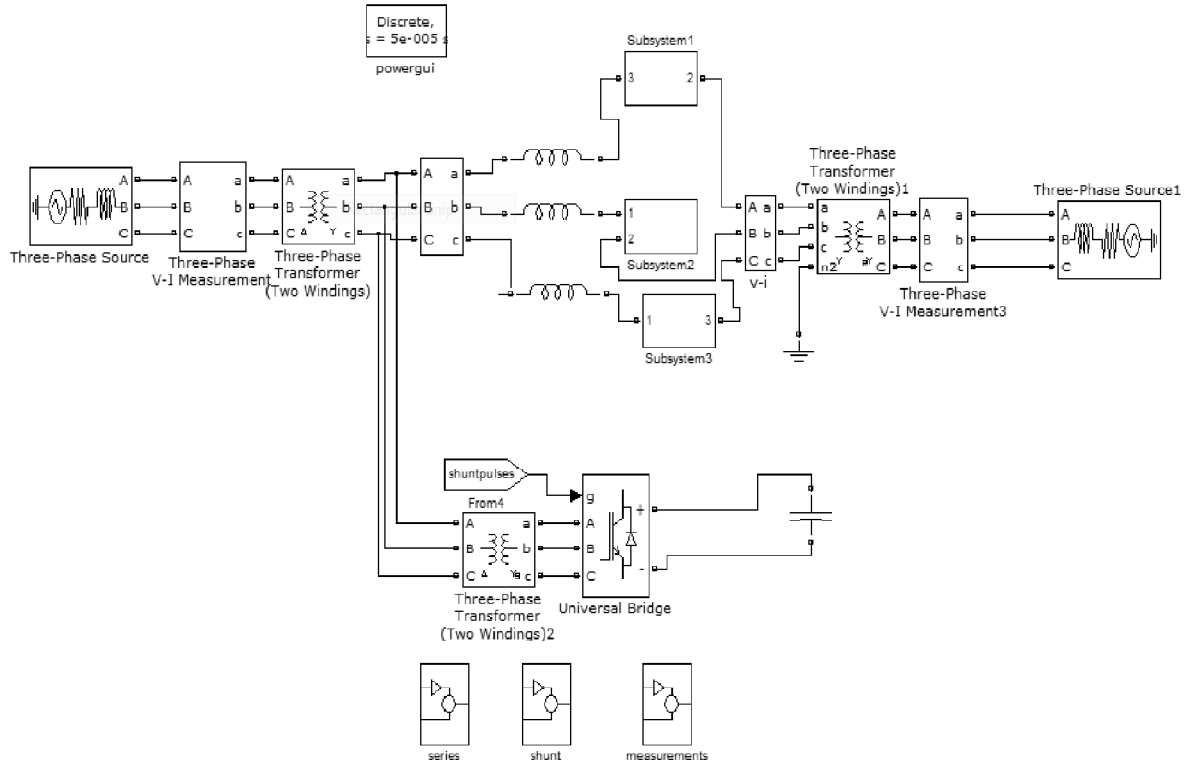 Discrete,
s = 5e-005 s
powergui
Subsystem1
3 2
Three-Phase
Transformer
(Two Windings)1
Three-Phase Source1
A A a A a A a
B B b B b B b
C C c C Δ Y c C c
Three-Phase Source
Three-Phase
V-I Measurement
Three-Phase
Transformer
(Two Windings)
1
2
Subsystem2
A a
B b
C c
v-i
a A
b B
c
n2 Y Y C
A a
B b
C c
A
B
C
Three-Phase
V-I Measurement3
1 3
Subsystem3
shuntpulses
From4
g
A a A +
B b B
C Δ Yg c C -
Three-Phase
Transformer
(Two Windings)2
Universal Bridge
series
shunt
measurements